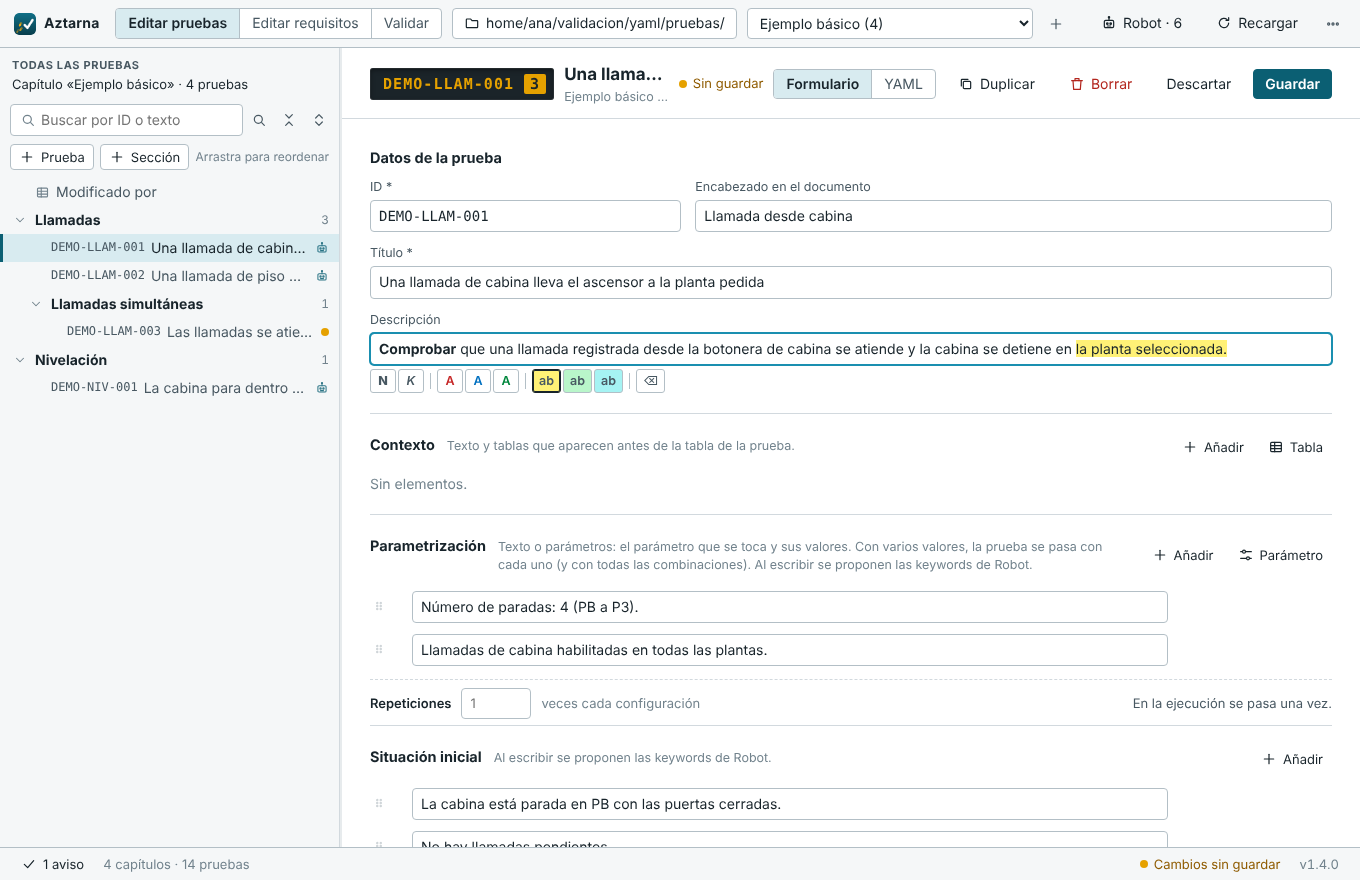 Aztarna
Editar pruebas
Editar requisitos
Validar
home/ana/validacion/yaml/pruebas/
Ejemplo básico (4)
Robot · 6
Recargar
TODAS LAS PRUEBAS
Capítulo «Ejemplo básico» · 4 pruebas
Buscar por ID o texto
Prueba
Sección
Arrastra para reordenar
Modificado por
Llamadas 3
DEMO-LLAM-001 Una llamada de cabin...
DEMO-LLAM-002 Una llamada de piso ...
Llamadas simultáneas 1
DEMO-LLAM-003 Las llamadas se atie...
Nivelación 1
DEMO-NIV-001 La cabina para dentro ...
DEMO-LLAM-001 3
Una llama...
Ejemplo básico ...
Sin guardar
Formulario
YAML
Duplicar
Borrar
Descartar
Guardar
Datos de la prueba
ID *
Encabezado en el documento
DEMO-LLAM-001
Llamada desde cabina
Título *
Una llamada de cabina lleva el ascensor a la planta pedida
Descripción
Comprobar que una llamada registrada desde la botonera de cabina se atiende y la cabina se detiene en la planta seleccionada.
N K A A A ab ab ab
Contexto
Texto y tablas que aparecen antes de la tabla de la prueba.
Añadir
Tabla
Sin elementos.
Parametrización
Texto o parámetros: el parámetro que se toca y sus valores. Con varios valores, la prueba se pasa con
cada uno (y con todas las combinaciones). Al escribir se proponen las keywords de Robot.
Añadir
Parámetro
Número de paradas: 4 (PB a P3).
Llamadas de cabina habilitadas en todas las plantas.
Repeticiones
1
veces cada configuración
En la ejecución se pasa una vez.
Situación inicial
Al escribir se proponen las keywords de Robot.
Añadir
La cabina está parada en PB con las puertas cerradas.
No hay llamadas pendientes.
1 aviso
4 capítulos · 14 pruebas
Cambios sin guardar
v1.4.0